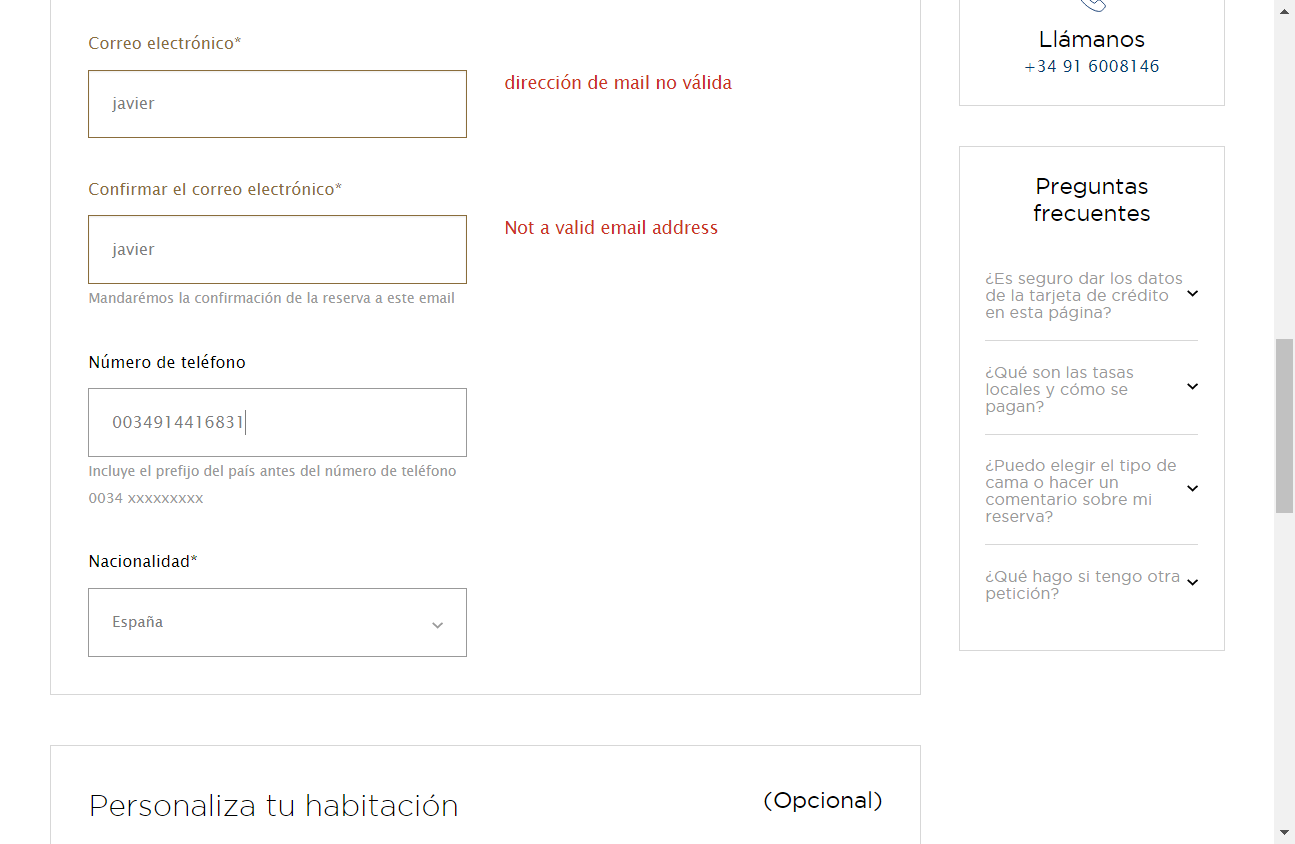 Correo electrónico*
javier
dirección de mail no válida
Confirmar el correo electrónico*
javier
Not a valid email address
Mandarémos la confirmación de la reserva a este email
Número de teléfono
0034914416831
Incluye el prefijo del país antes del número de teléfono
0034 xxxxxxxxx
Nacionalidad*
España
Personaliza tu habitación
(Opcional)
Llámanos
+34 91 6008146
Preguntas
frecuentes
¿Es seguro dar los datos
de la tarjeta de crédito
en esta página?
¿Qué son las tasas
locales y cómo se
pagan?
¿Puedo elegir el tipo de
cama o hacer un
comentario sobre mi
reserva?
¿Qué hago si tengo otra
petición?